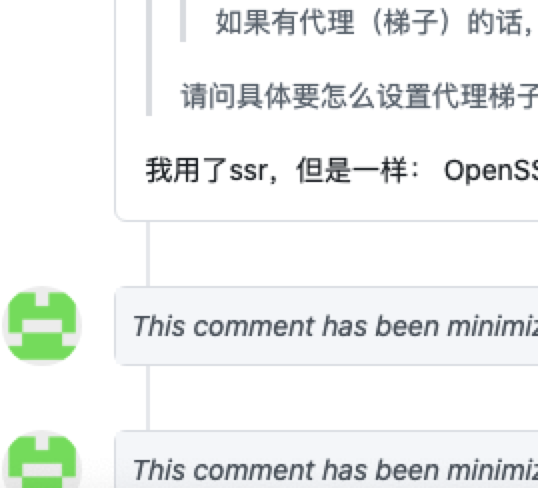 如果有代理（梯子）的话，
请问具体要怎么设置代理梯子
我用了ssr，但是一样： OpenSS
This comment has been minimiz
This comment has been minimiz